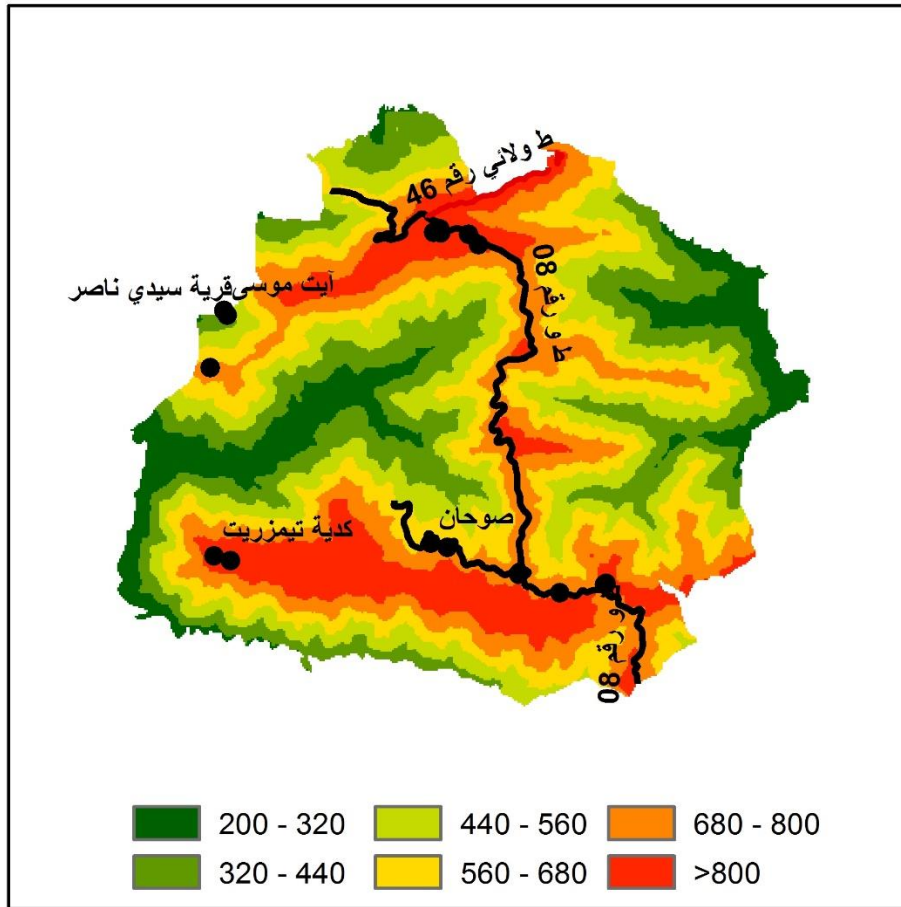 ط ولائي رقم 46
ط و رقم 08
آيت موسى
قرية سيدي ناصر
صوحان
كدية تيمزريت
و رقم 08
200 - 320
440 - 560
680 - 800
320 - 440
560 - 680
>800